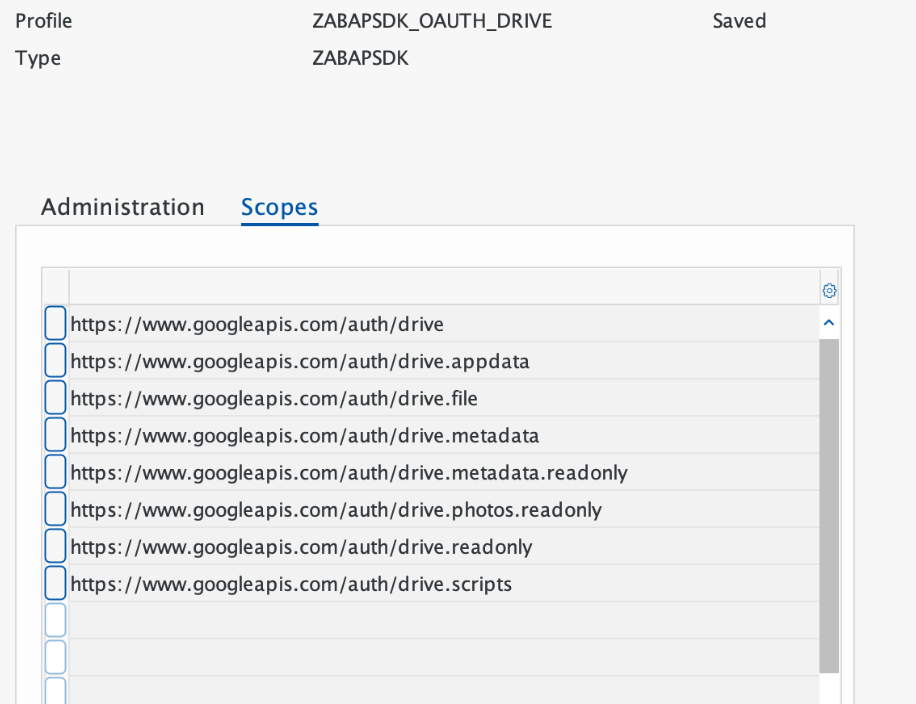 Profile ZABAPSDK_OAUTH_DRIVE Saved
Type ZABAPSDK
Administration Scopes
https://www.googleapis.com/auth/drive
https://www.googleapis.com/auth/drive.appdata
https://www.googleapis.com/auth/drive.file
https://www.googleapis.com/auth/drive.metadata
https://www.googleapis.com/auth/drive.metadata.readonly
https://www.googleapis.com/auth/drive.photos.readonly
https://www.googleapis.com/auth/drive.readonly
https://www.googleapis.com/auth/drive.scripts